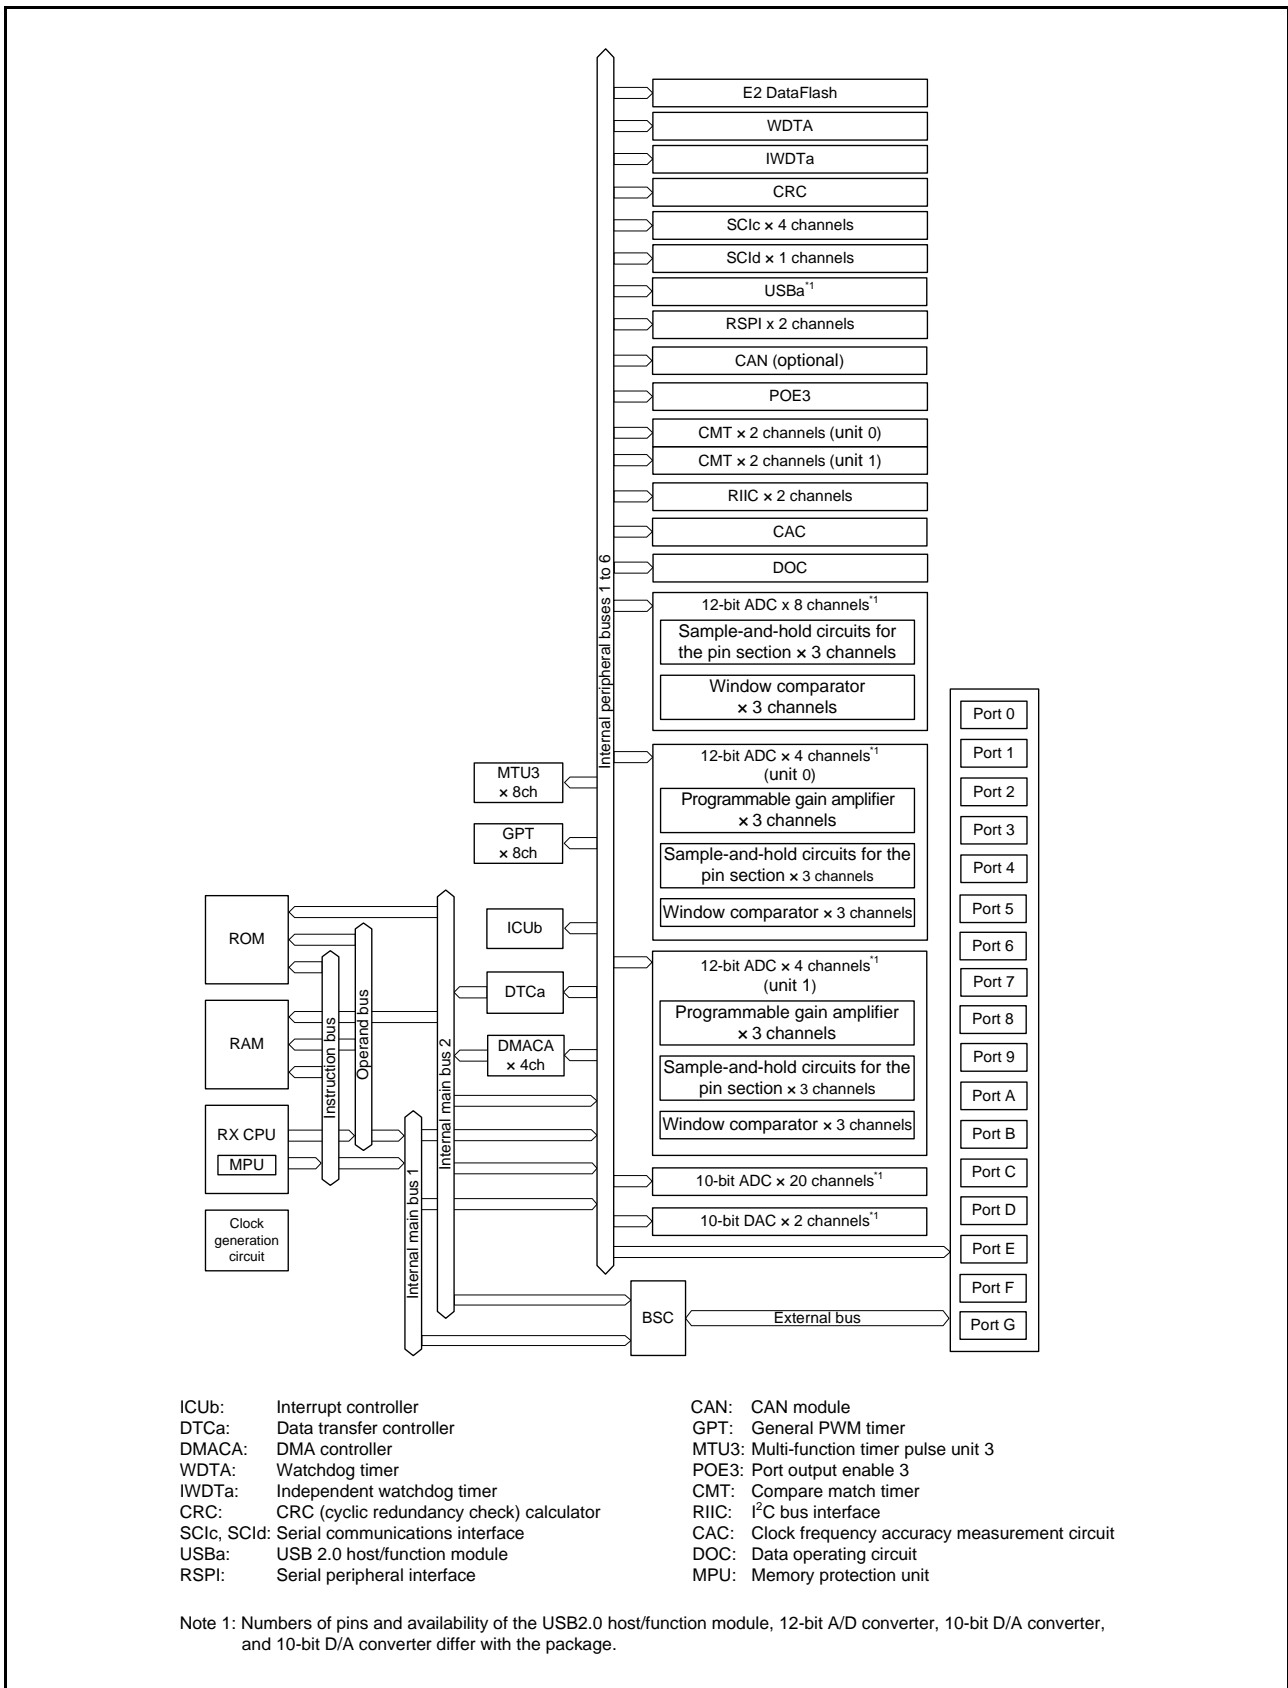 E2 DataFlash
WDTA
IWDTa
CRC
SCIc × 4 channels
SCId × 1 channels
USBa*1
RSPI x 2 channels
CAN (optional)
POE3
CMT × 2 channels (unit 0)
CMT × 2 channels (unit 1)
RIIC × 2 channels
CAC
DOC
Internal peripheral buses 1 to 6
12-bit ADC x 8 channels*1
Sample-and-hold circuits for
the pin section × 3 channels
Window comparator
× 3 channels
12-bit ADC × 4 channels*1
(unit 0)
Programmable gain amplifier
× 3 channels
Sample-and-hold circuits for the
pin section × 3 channels
Window comparator × 3 channels
12-bit ADC × 4 channels*1
(unit 1)
Programmable gain amplifier
× 3 channels
Sample-and-hold circuits for the
pin section × 3 channels
Window comparator × 3 channels
10-bit ADC × 20 channels*1
10-bit DAC × 2 channels*1
MTU3
× 8ch
GPT
× 8ch
ICUb
DTCa
DMACA
× 4ch
ROM
RAM
RX CPU
MPU
Clock
generation
circuit
Instruction bus
Operand bus
Internal main bus 1
Internal main bus 2
BSC
External bus
Port 0
Port 1
Port 2
Port 3
Port 4
Port 5
Port 6
Port 7
Port 8
Port 9
Port A
Port B
Port C
Port D
Port E
Port F
Port G
ICUb: Interrupt controller
DTCa: Data transfer controller
DMACA: DMA controller
WDTA: Watchdog timer
IWDTa: Independent watchdog timer
CRC: CRC (cyclic redundancy check) calculator
SCIc, SCId: Serial communications interface
USBa: USB 2.0 host/function module
RSPI: Serial peripheral interface
CAN: CAN module
GPT: General PWM timer
MTU3: Multi-function timer pulse unit 3
POE3: Port output enable 3
CMT: Compare match timer
RIIC: I²C bus interface
CAC: Clock frequency accuracy measurement circuit
DOC: Data operating circuit
MPU: Memory protection unit
Note 1: Numbers of pins and availability of the USB2.0 host/function module, 12-bit A/D converter, 10-bit D/A converter,
and 10-bit D/A converter differ with the package.